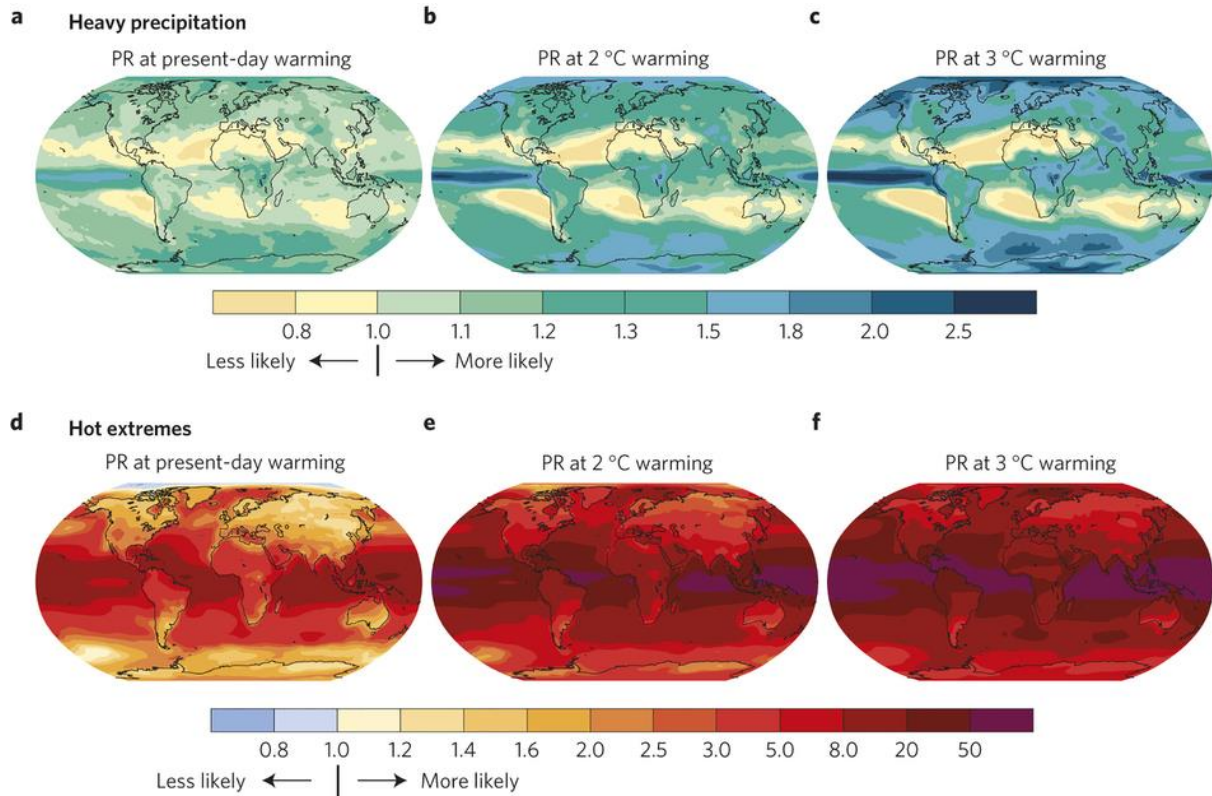 a Heavy precipitation b c
PR at present-day warming PR at 2 °C warming PR at 3 °C warming
0.8 1.0 1.1 1.2 1.3 1.5 1.8 2.0 2.5
Less likely ← | → More likely
d Hot extremes e f
PR at present-day warming PR at 2 °C warming PR at 3 °C warming
0.8 1.0 1.2 1.4 1.6 2.0 2.5 3.0 5.0 8.0 20 50
Less likely ← | → More likely